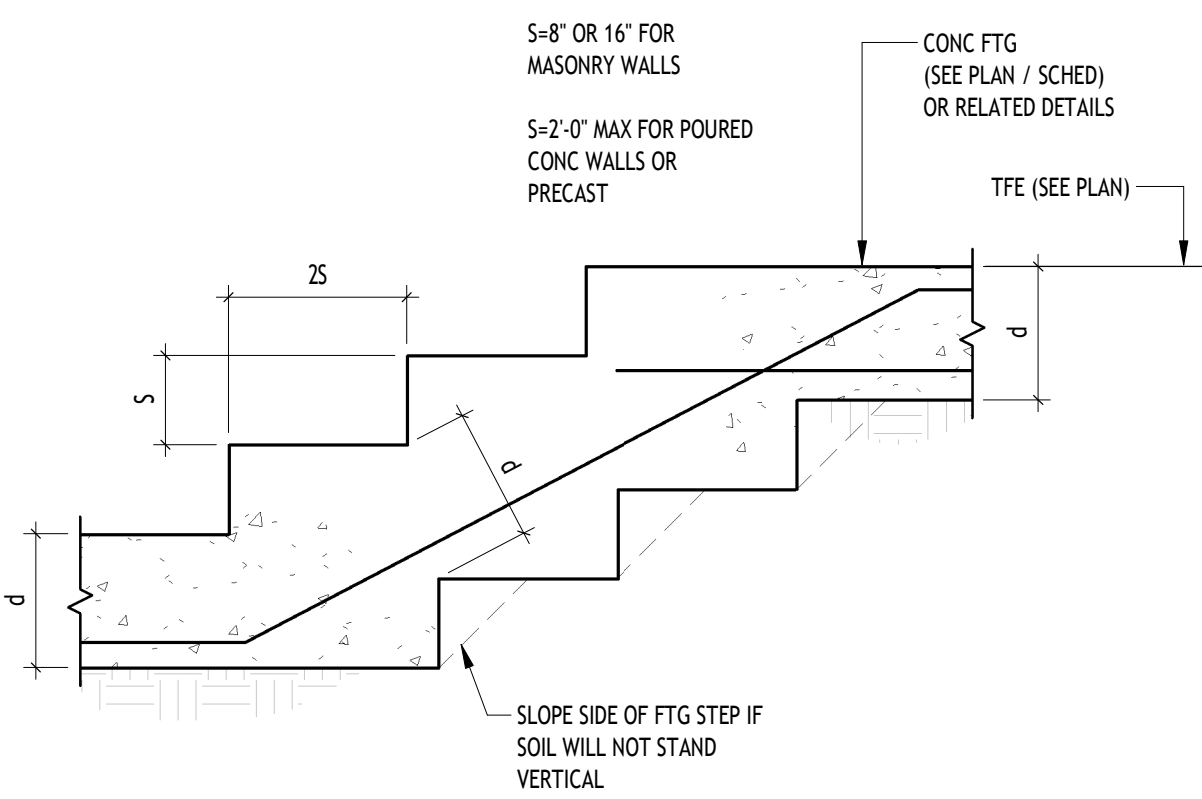 S=8" OR 16" FOR
MASONRY WALLS
S=2'-0" MAX FOR POURED
CONC WALLS OR
PRECAST
CONC FTG
(SEE PLAN / SCHED)
OR RELATED DETAILS
TFE (SEE PLAN)
2S
S
d
d
d
SLOPE SIDE OF FTG STEP IF
SOIL WILL NOT STAND
VERTICAL